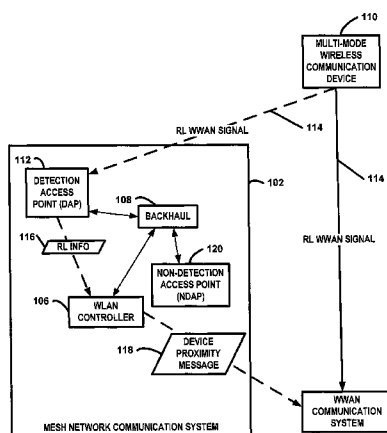 110
MULTI-MODE
WIRELESS
COMMUNICATION
DEVICE
RL WWAN SIGNAL
114
112
DETECTION
ACCESS
POINT (DAP)
108
BACKHAUL
102
114
116
RL INFO
120
NON-DETECTION
ACCESS POINT
(NDAP)
RL WWAN SIGNAL
106
WLAN
CONTROLLER
118
DEVICE
PROXIMITY
MESSAGE
WWAN
COMMUNICATION
SYSTEM
MESH NETWORK COMMUNICATION SYSTEM